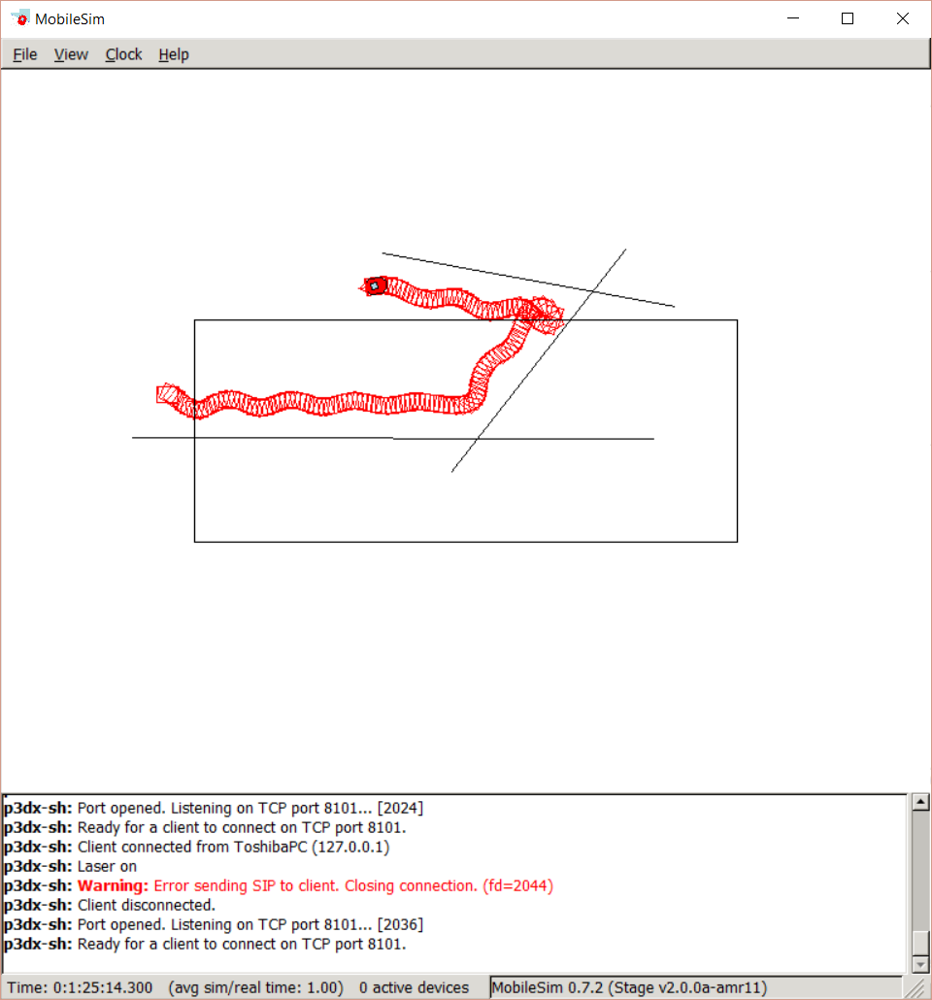 MobileSim
File View Clock Help
p3dx-sh: Port opened. Listening on TCP port 8101... [2024]
p3dx-sh: Ready for a client to connect on TCP port 8101.
p3dx-sh: Client connected from ToshibaPC (127.0.0.1)
p3dx-sh: Laser on
p3dx-sh: Warning: Error sending SIP to client. Closing connection. (fd=2044)
p3dx-sh: Client disconnected.
p3dx-sh: Port opened. Listening on TCP port 8101... [2036]
p3dx-sh: Ready for a client to connect on TCP port 8101.
Time: 0:1:25:14.300 (avg sim/real time: 1.00) 0 active devices MobileSim 0.7.2 (Stage v2.0.0a-amr11)